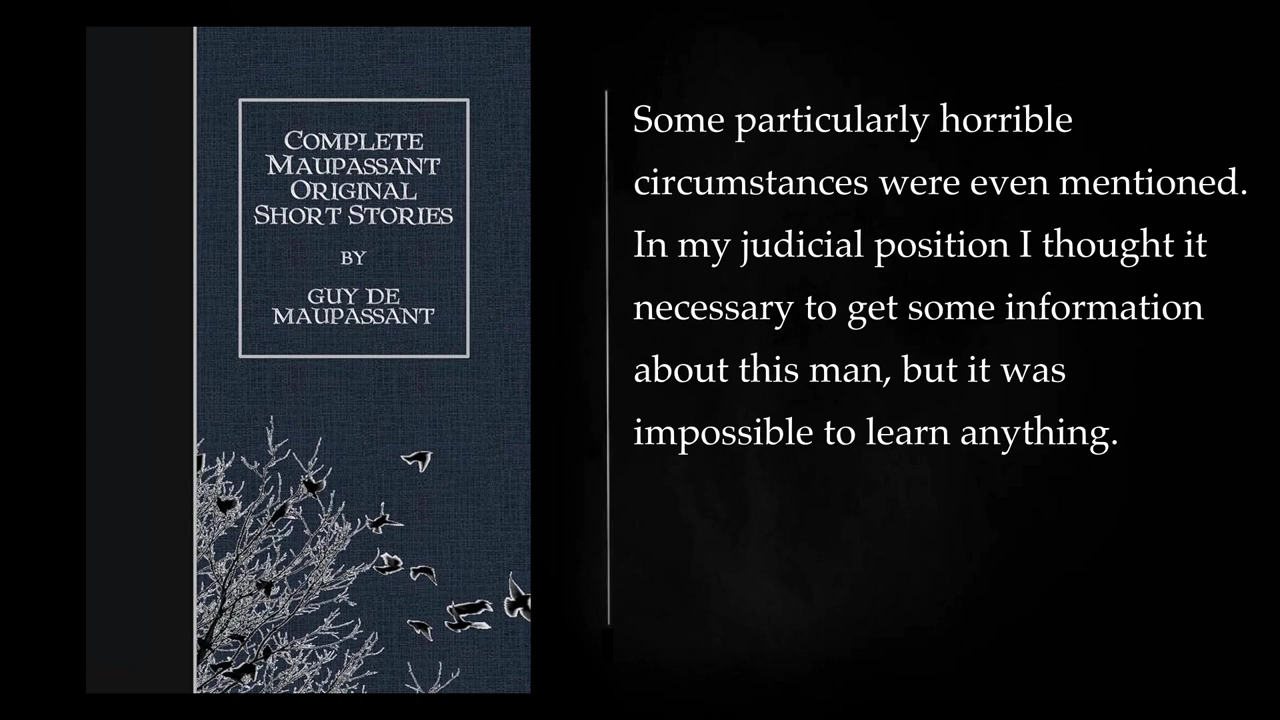 COMPLETE
MAUPASSANT
ORIGINAL
SHORT STORIES
BY
GUY DE
MAUPASSANT
Some particularly horrible
circumstances were even mentioned.
In my judicial position I thought it
necessary to get some information
about this man, but it was
impossible to learn anything.